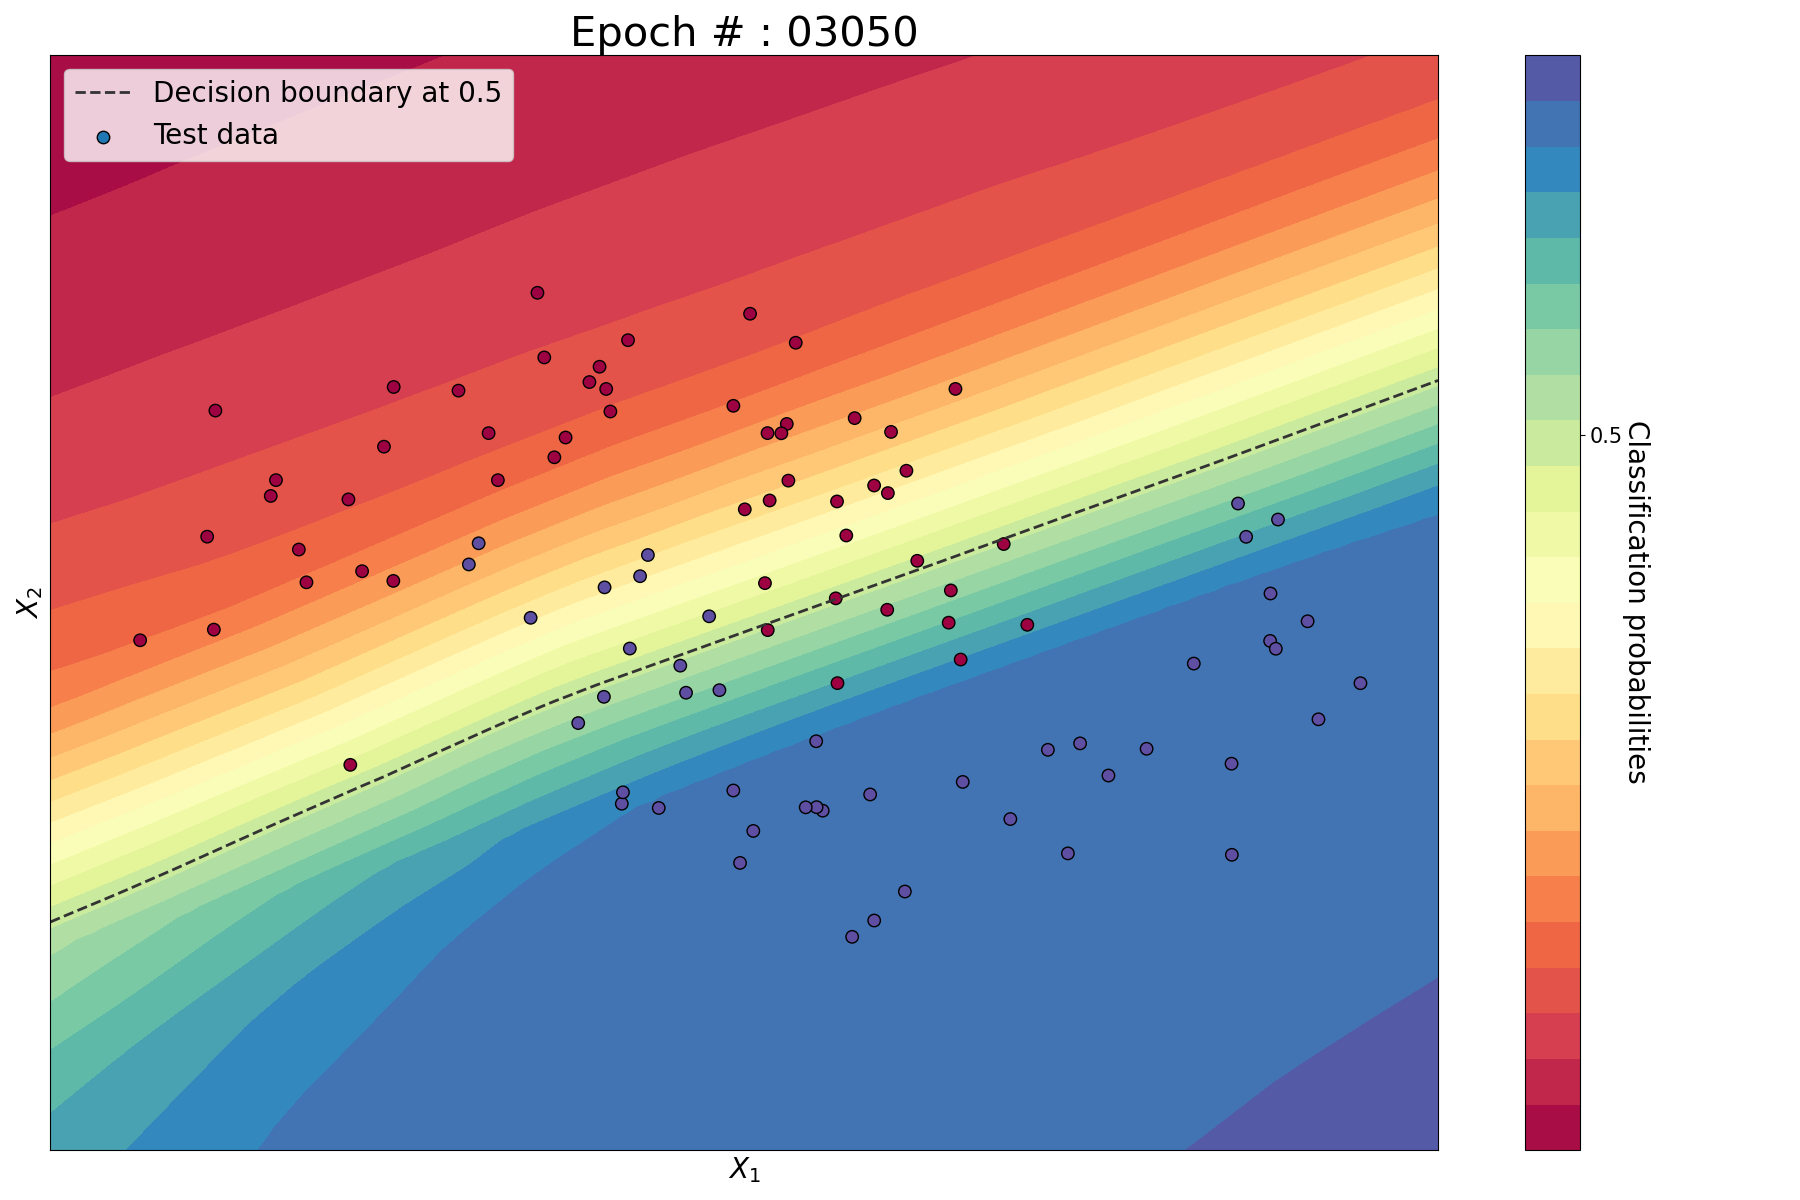 Epoch # : 03050
Decision boundary at 0.5
Test data
X₂
X₁
0.5
Classification probabilities